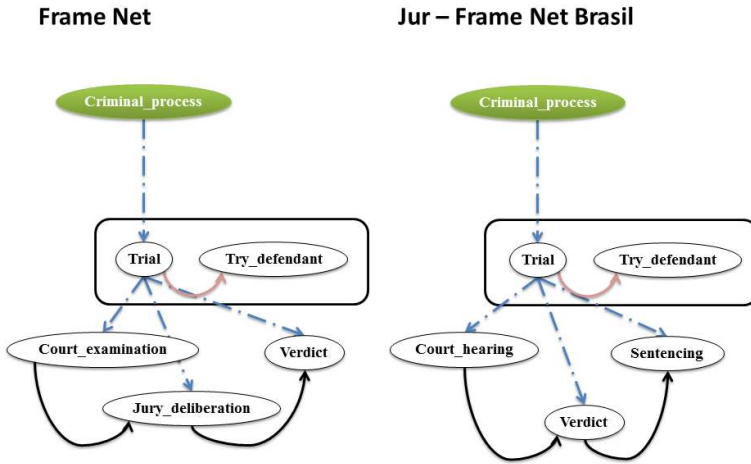 Frame Net
Criminal_process
Trial
Try_defendant
Court_examination
Verdict
Jury_deliberation
Jur – Frame Net Brasil
Criminal_process
Trial
Try_defendant
Court_hearing
Sentencing
Verdict